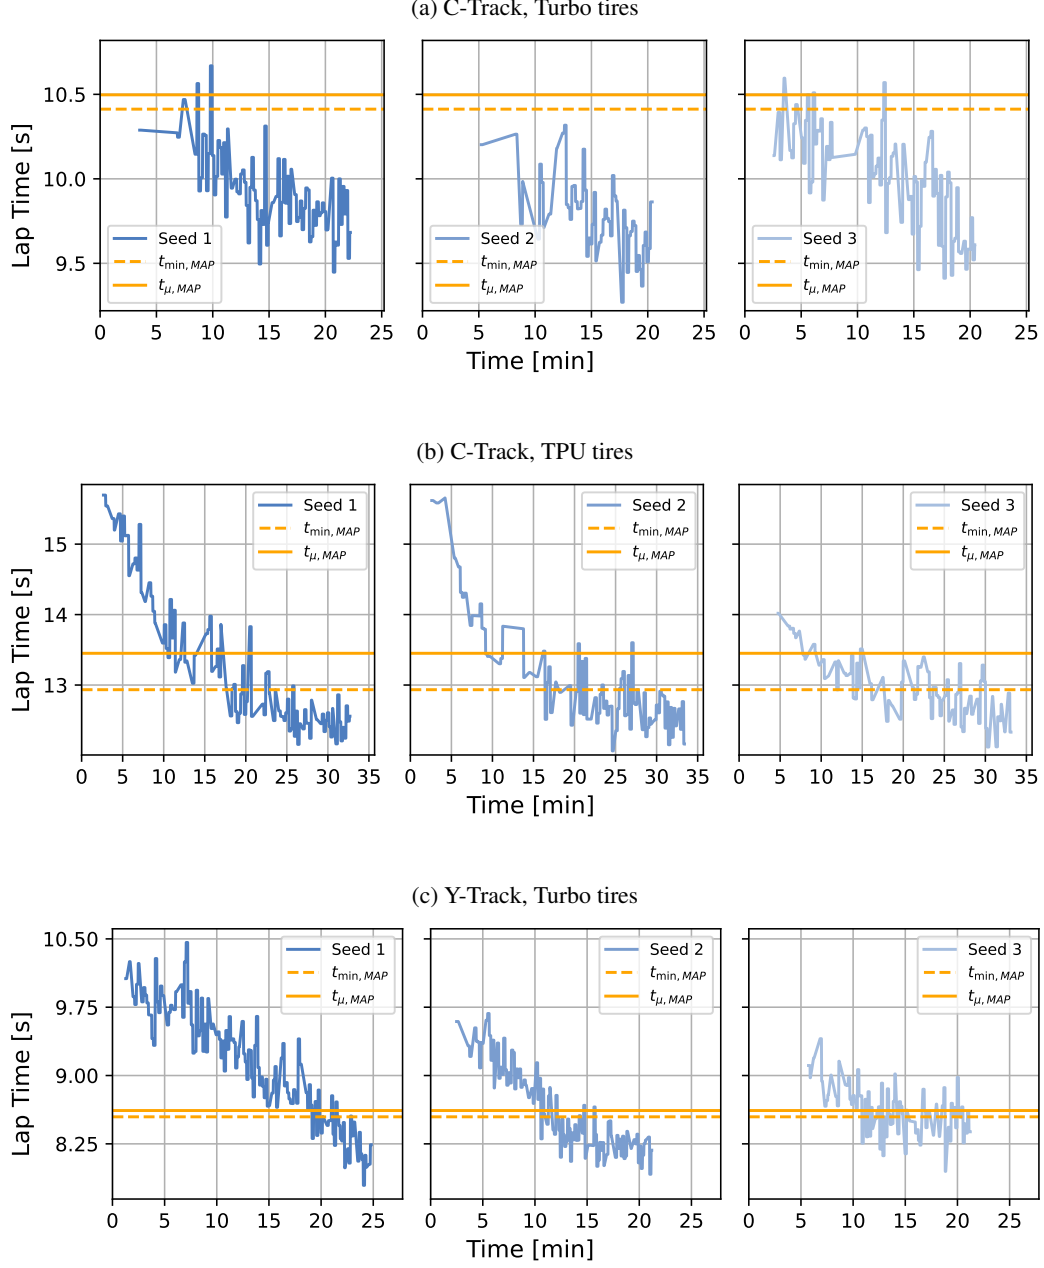 (a) C-Track, Turbo tires
Lap Time [s]
10.5
10.0
9.5
Seed 1
t_min, MAP
t_μ, MAP
Seed 2
t_min, MAP
t_μ, MAP
Seed 3
t_min, MAP
t_μ, MAP
0 5 10 15 20 25
0 5 10 15 20 25
0 5 10 15 20 25
Time [min]
(b) C-Track, TPU tires
Lap Time [s]
15
14
13
Seed 1
t_min, MAP
t_μ, MAP
Seed 2
t_min, MAP
t_μ, MAP
Seed 3
t_min, MAP
t_μ, MAP
0 5 10 15 20 25 30 35
0 5 10 15 20 25 30 35
0 5 10 15 20 25 30 35
Time [min]
(c) Y-Track, Turbo tires
Lap Time [s]
10.50
9.75
9.00
8.25
Seed 1
t_min, MAP
t_μ, MAP
Seed 2
t_min, MAP
t_μ, MAP
Seed 3
t_min, MAP
t_μ, MAP
0 5 10 15 20 25
0 5 10 15 20 25
0 5 10 15 20 25
Time [min]